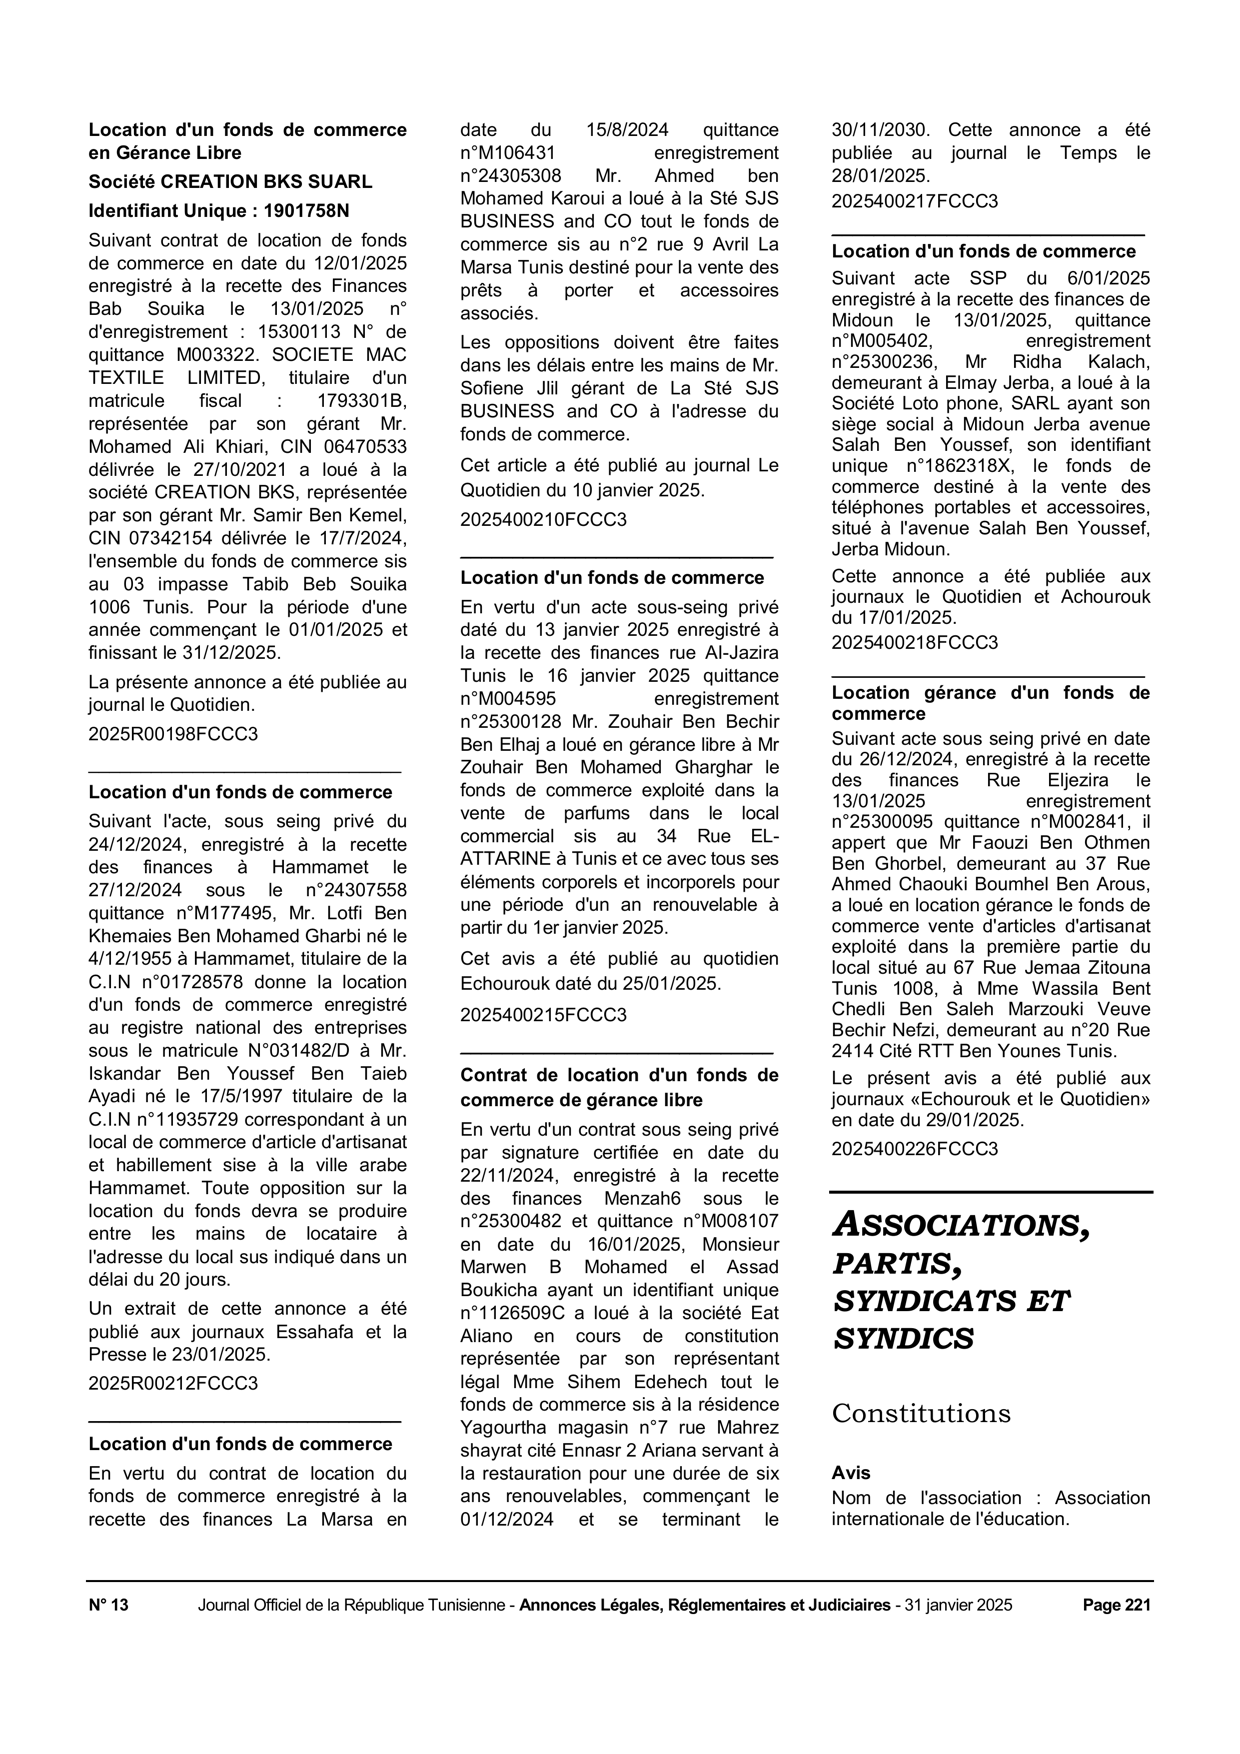 Location d'un fonds de commerce
en Gérance Libre
Société CREATION BKS SUARL
Identifiant Unique : 1901758N
Suivant contrat de location de fonds
de commerce en date du 12/01/2025
enregistré à la recette des Finances
Bab Souika le 13/01/2025 n°
d'enregistrement : 15300113 N° de
quittance M003322. SOCIETE MAC
TEXTILE LIMITED, titulaire d'un
matricule fiscal : 1793301B,
représentée par son gérant Mr.
Mohamed Ali Khiari, CIN 06470533
délivrée le 27/10/2021 a loué à la
société CREATION BKS, représentée
par son gérant Mr. Samir Ben Kemel,
CIN 07342154 délivrée le 17/7/2024,
l'ensemble du fonds de commerce sis
au 03 impasse Tabib Beb Souika
1006 Tunis. Pour la période d'une
année commençant le 01/01/2025 et
finissant le 31/12/2025.
La présente annonce a été publiée au
journal le Quotidien.
2025R00198FCCC3
Location d'un fonds de commerce
Suivant l'acte, sous seing privé du
24/12/2024, enregistré à la recette
des finances à Hammamet le
27/12/2024 sous le n°24307558
quittance n°M177495, Mr. Lotfi Ben
Khemaies Ben Mohamed Gharbi né le
4/12/1955 à Hammamet, titulaire de la
C.I.N n°01728578 donne la location
d'un fonds de commerce enregistré
au registre national des entreprises
sous le matricule N°031482/D à Mr.
Iskandar Ben Youssef Ben Taieb
Ayadi né le 17/5/1997 titulaire de la
C.I.N n°11935729 correspondant à un
local de commerce d'article d'artisanat
et habillement sise à la ville arabe
Hammamet. Toute opposition sur la
location du fonds devra se produire
entre les mains de locataire à
l'adresse du local sus indiqué dans un
délai du 20 jours.
Un extrait de cette annonce a été
publié aux journaux Essahafa et la
Presse le 23/01/2025.
2025R00212FCCC3
Location d'un fonds de commerce
En vertu du contrat de location du
fonds de commerce enregistré à la
recette des finances La Marsa en
date du 15/8/2024 quittance
n°M106431 enregistrement
n°24305308 Mr. Ahmed ben
Mohamed Karoui a loué à la Sté SJS
BUSINESS and CO tout le fonds de
commerce sis au n°2 rue 9 Avril La
Marsa Tunis destiné pour la vente des
prêts à porter et accessoires
associés.
Les oppositions doivent être faites
dans les délais entre les mains de Mr.
Sofiene Jlil gérant de La Sté SJS
BUSINESS and CO à l'adresse du
fonds de commerce.
Cet article a été publié au journal Le
Quotidien du 10 janvier 2025.
2025400210FCCC3
Location d'un fonds de commerce
En vertu d'un acte sous-seing privé
daté du 13 janvier 2025 enregistré à
la recette des finances rue Al-Jazira
Tunis le 16 janvier 2025 quittance
n°M004595 enregistrement
n°25300128 Mr. Zouhair Ben Bechir
Ben Elhaj a loué en gérance libre à Mr
Zouhair Ben Mohamed Gharghar le
fonds de commerce exploité dans la
vente de parfums dans le local
commercial sis au 34 Rue EL-
ATTARINE à Tunis et ce avec tous ses
éléments corporels et incorporels pour
une période d'un an renouvelable à
partir du 1er janvier 2025.
Cet avis a été publié au quotidien
Echourouk daté du 25/01/2025.
2025400215FCCC3
Contrat de location d'un fonds de
commerce de gérance libre
En vertu d'un contrat sous seing privé
par signature certifiée en date du
22/11/2024, enregistré à la recette
des finances Menzah6 sous le
n°25300482 et quittance n°M008107
en date du 16/01/2025, Monsieur
Marwen B Mohamed el Assad
Boukicha ayant un identifiant unique
n°1126509C a loué à la société Eat
Aliano en cours de constitution
représentée par son représentant
légal Mme Sihem Edehech tout le
fonds de commerce sis à la résidence
Yagourtha magasin n°7 rue Mahrez
shayrat cité Ennasr 2 Ariana servant à
la restauration pour une durée de six
ans renouvelables, commençant le
01/12/2024 et se terminant le
30/11/2030. Cette annonce a été
publiée au journal le Temps le
28/01/2025.
2025400217FCCC3
Location d'un fonds de commerce
Suivant acte SSP du 6/01/2025
enregistré à la recette des finances de
Midoun le 13/01/2025, quittance
n°M005402, enregistrement
n°25300236, Mr Ridha Kalach,
demeurant à Elmay Jerba, a loué à la
Société Loto phone, SARL ayant son
siège social à Midoun Jerba avenue
Salah Ben Youssef, son identifiant
unique n°1862318X, le fonds de
commerce destiné à la vente des
téléphones portables et accessoires,
situé à l'avenue Salah Ben Youssef,
Jerba Midoun.
Cette annonce a été publiée aux
journaux le Quotidien et Achourouk
du 17/01/2025.
2025400218FCCC3
Location gérance d'un fonds de
commerce
Suivant acte sous seing privé en date
du 26/12/2024, enregistré à la recette
des finances Rue Eljezira le
13/01/2025 enregistrement
n°25300095 quittance n°M002841, il
appert que Mr Faouzi Ben Othmen
Ben Ghorbel, demeurant au 37 Rue
Ahmed Chaouki Boumhel Ben Arous,
a loué en location gérance le fonds de
commerce vente d'articles d'artisanat
exploité dans la première partie du
local situé au 67 Rue Jemaa Zitouna
Tunis 1008, à Mme Wassila Bent
Chedli Ben Saleh Marzouki Veuve
Bechir Nefzi, demeurant au n°20 Rue
2414 Cité RTT Ben Younes Tunis.
Le présent avis a été publié aux
journaux «Echourouk et le Quotidien»
en date du 29/01/2025.
2025400226FCCC3
ASSOCIATIONS,
PARTIS,
SYNDICATS ET
SYNDICS
Constitutions
Avis
Nom de l'association : Association
internationale de l'éducation.
N° 13 Journal Officiel de la République Tunisienne - Annonces Légales, Réglementaires et Judiciaires - 31 janvier 2025 Page 221